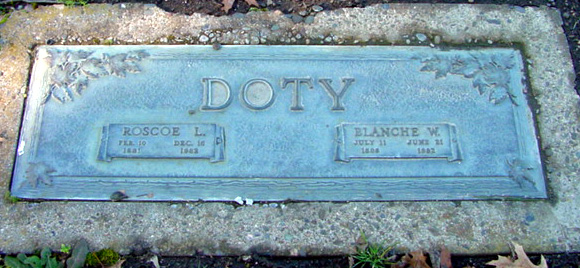 DOTY
ROSCOE L.
FEB. 10 DEC. 16
BLANCHE W.
JULY 11 JUNE 21